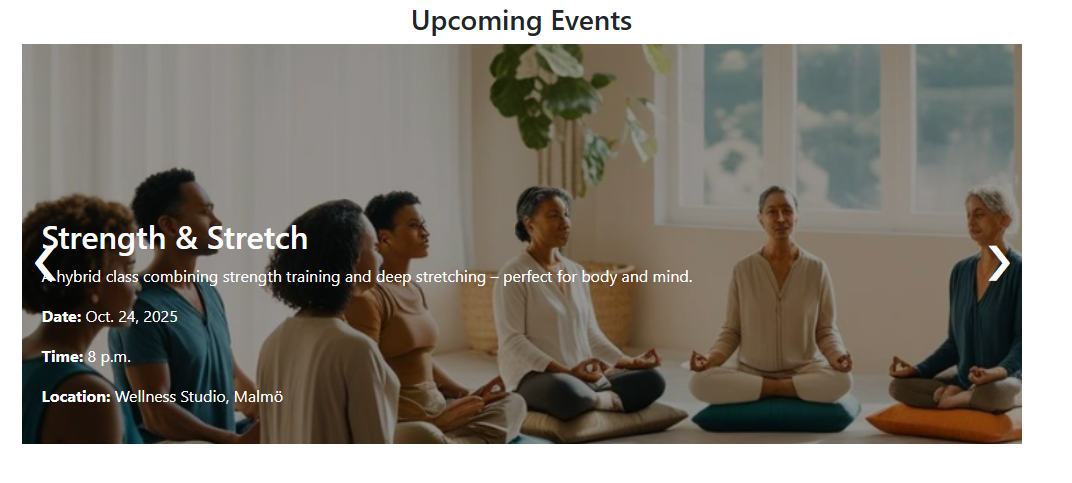 Upcoming Events
Strength & Stretch
A hybrid class combining strength training and deep stretching – perfect for body and mind.
Date: Oct. 24, 2025
Time: 8 p.m.
Location: Wellness Studio, Malmö